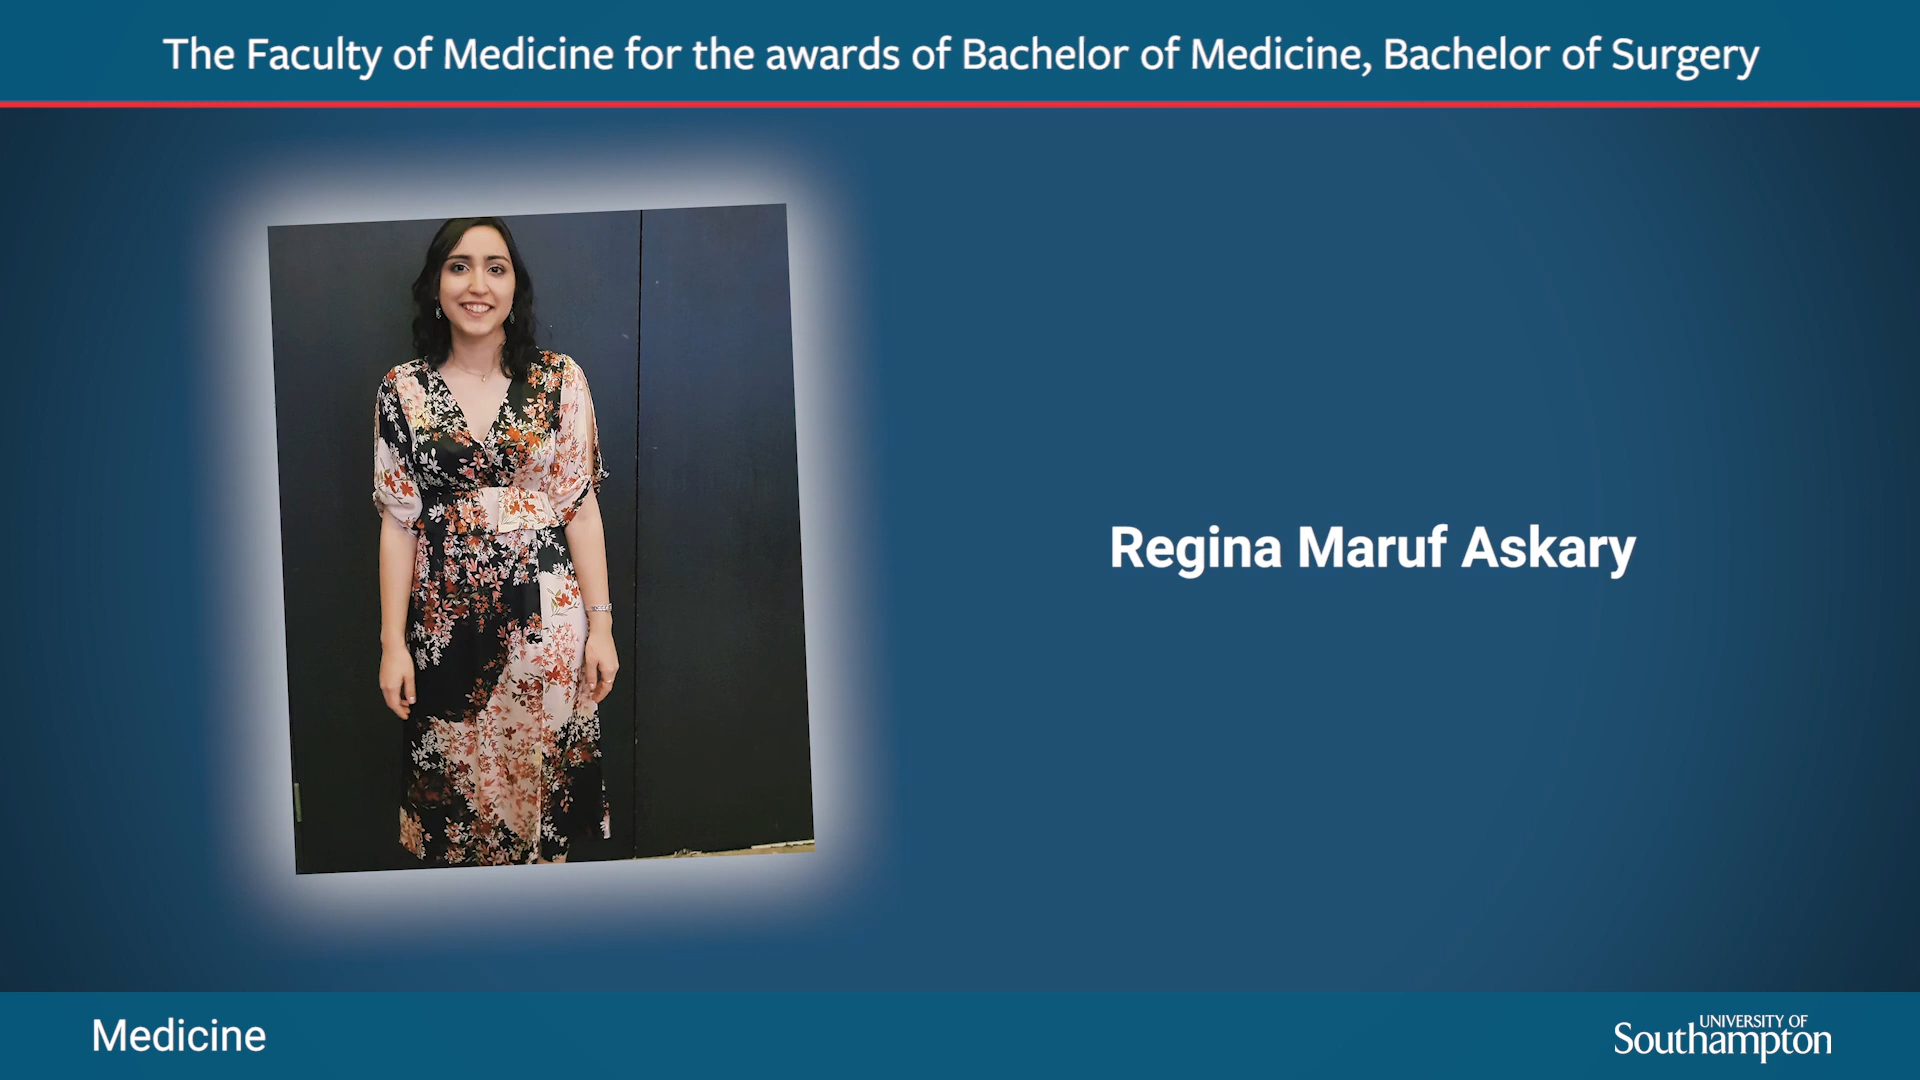 The Faculty of Medicine for the awards of Bachelor of Medicine, Bachelor of Surgery
Regina Maruf Askary
Medicine
UNIVERSITY OF
Southampton